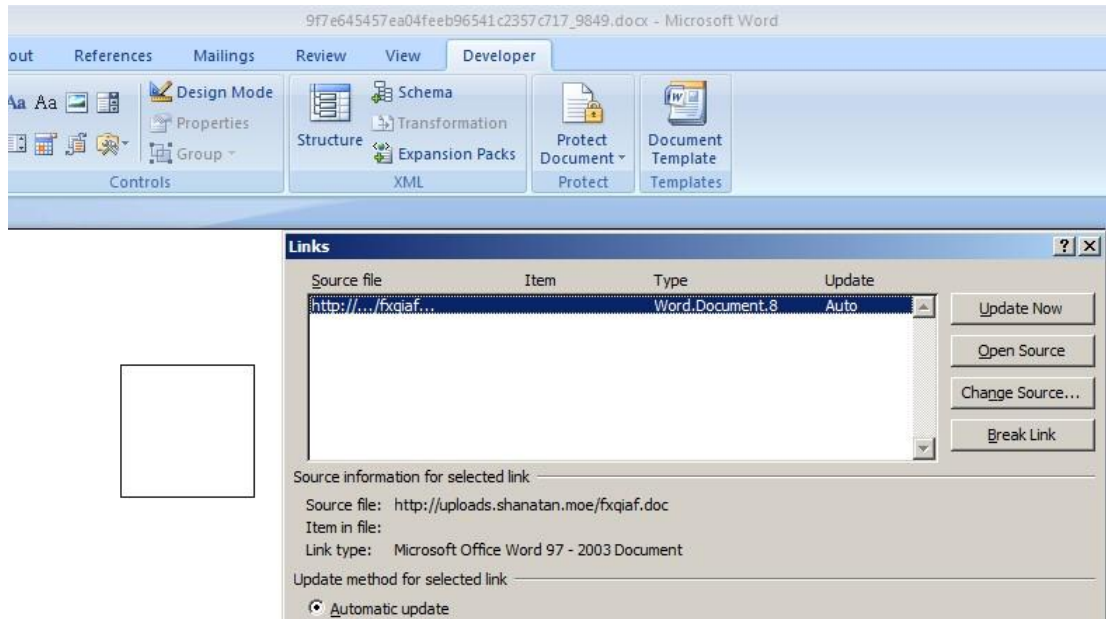 9f7e645457ea04feeb96541c2357c717_9849.docx - Microsoft Word
out References Mailings Review View Developer
Aa Aa Design Mode Schema
Properties Transformation
Group Structure Expansion Packs Protect Document Document Template
Controls XML Protect Templates
Links
Source file Item Type Update
http://.../fxqiaf... Word.Document.8 Auto
Update Now
Open Source
Change Source...
Break Link
Source information for selected link
Source file: http://uploads.shanatan.moe/fxqiaf.doc
Item in file:
Link type: Microsoft Office Word 97 - 2003 Document
Update method for selected link
Automatic update